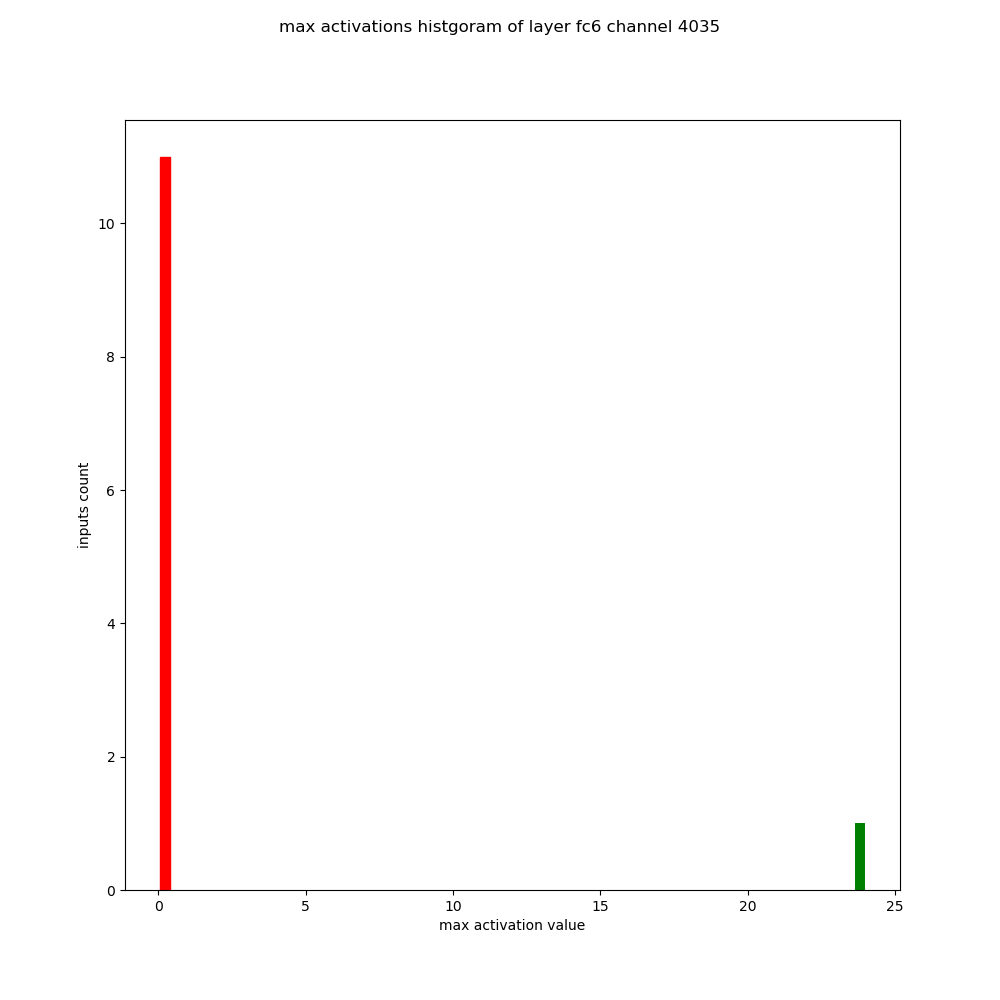 max activations histgoram of layer fc6 channel 4035
10
8
6
4
2
0
inputs count
0 5 10 15 20 25
max activation value